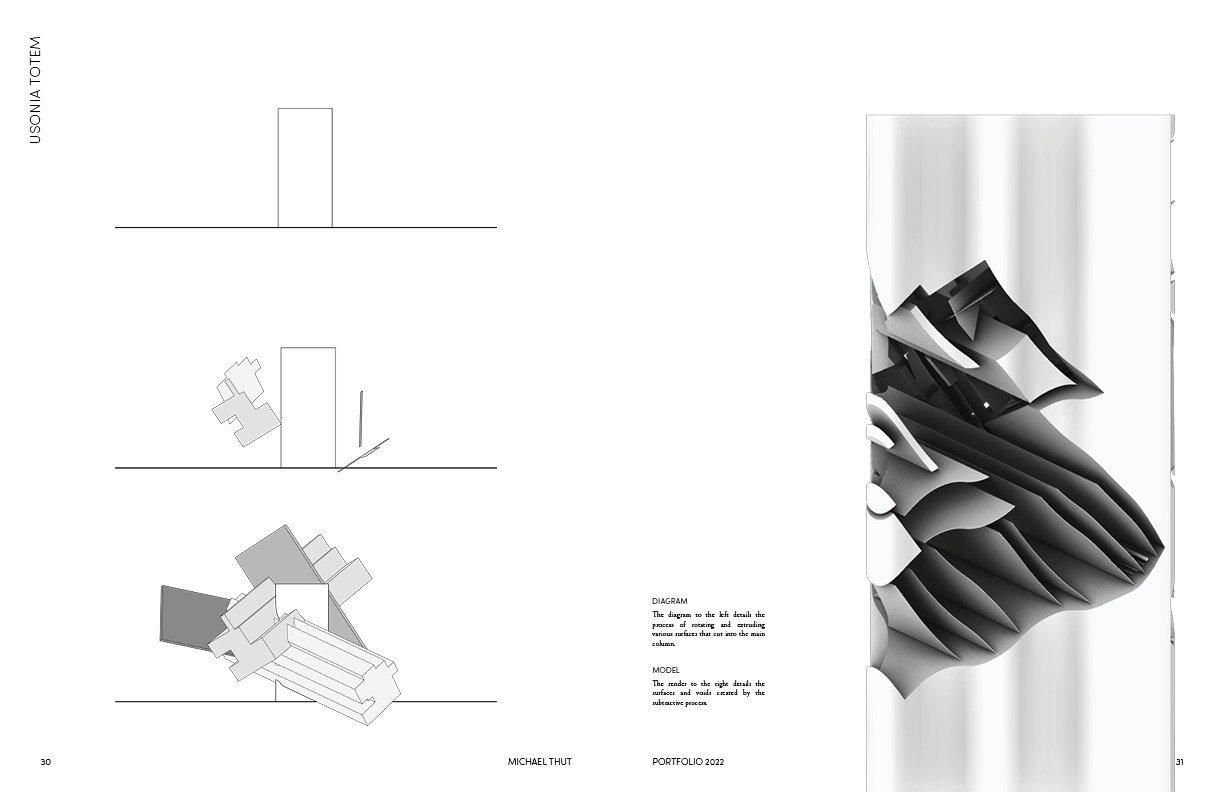 USONIA TOTEM
DIAGRAM
The diagram to the left details the
process of rotating and extruding
various surfaces that cut into the main
column.
MODEL
The render to the right details the
surfaces and voids created by the
subtractive process.
30
MICHAEL THUT
PORTFOLIO 2022
31